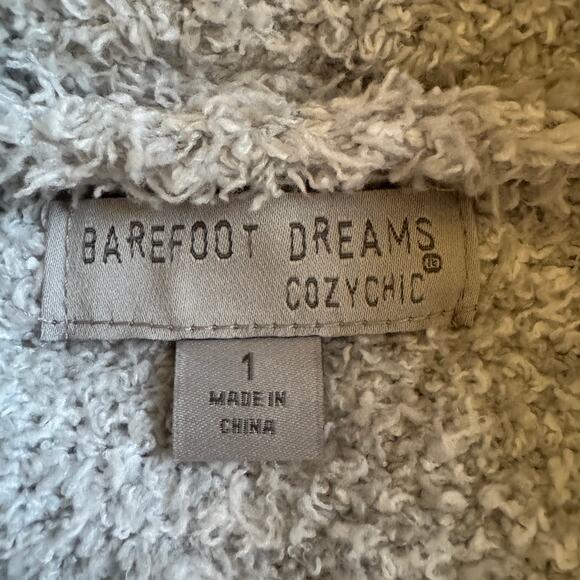 BAREFOOT DREAMS
COZYCHIC
1
MADE IN
CHINA